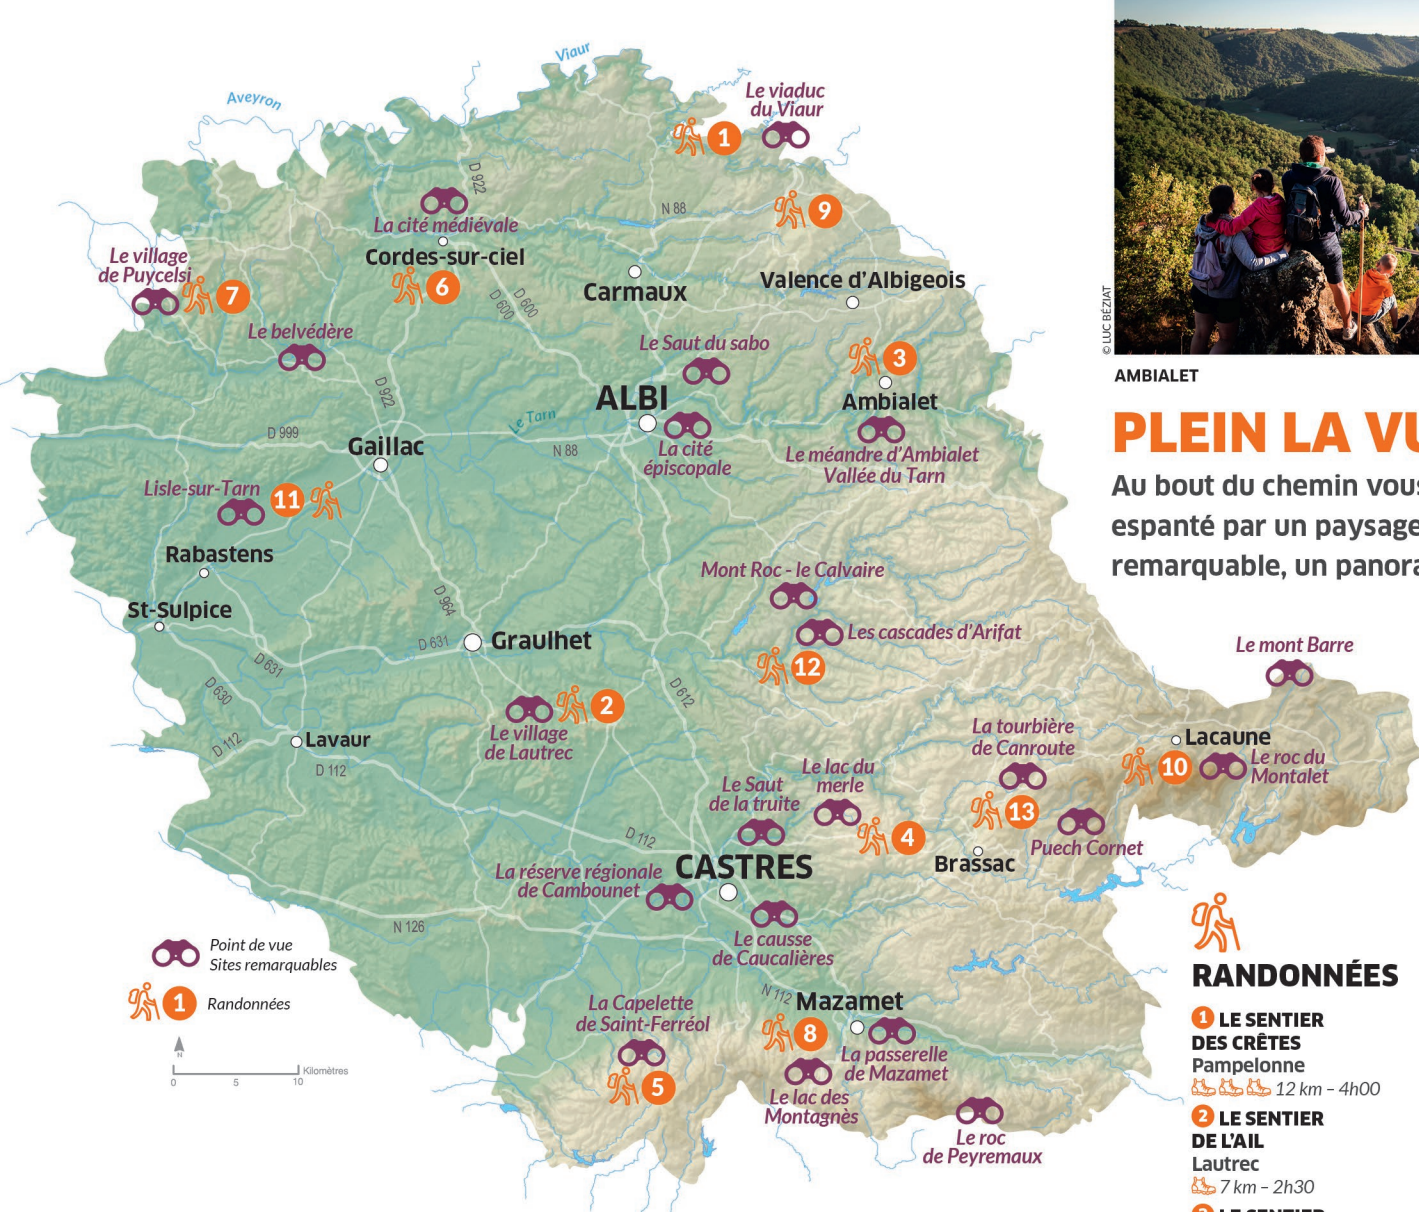 Viaur
Aveyron
Le viaduc
du Viaur
1
D 922
N 88
9
La cité médiévale
Cordes-sur-ciel
6
Le village
de Puycelsi
7
D 600
D 600
Carmaux
Valence d'Albigeois
Le belvédère
Le Saut du sabo
3
D 922
ALBI
Ambialet
Le Tarn
D 999
Gaillac
N 88
La cité
épiscopale
Le méandre d'Ambialet
Vallée du Tarn
Lisle-sur-Tarn
11
Rabastens
Mont Roc - le Calvaire
St-Sulpice
D 964
D 631
Graulhet
Les cascades d'Arifat
12
D 631
D 630
D 612
2
Le village
de Lautrec
D 112
Lavaur
D 112
Le mont Barre
La tourbière
de Canroute
Lacaune
10
Le roc du
Montalet
Le lac du
merle
Le Saut
de la truite
13
4
Puech Cornet
D 112
CASTRES
Brassac
La réserve régionale
de Cambounet
N 126
Le causse
de Caucalières
Point de vue
Sites remarquables
1
Randonnées
N
0
5
10
Kilomètres
N 112
Mazamet
La Capelette
de Saint-Ferréol
8
La passerelle
de Mazamet
5
Le lac des
Montagnès
Le roc
de Peyremaux
© LUC BÉZIAT
AMBIALET
PLEIN LA VU
Au bout du chemin vous
espanté par un paysage
remarquable, un panora
RANDONNÉES
1 LE SENTIER
DES CRÊTES
Pampelonne
12 km – 4h00
2 LE SENTIER
DE L'AIL
Lautrec
7 km – 2h30